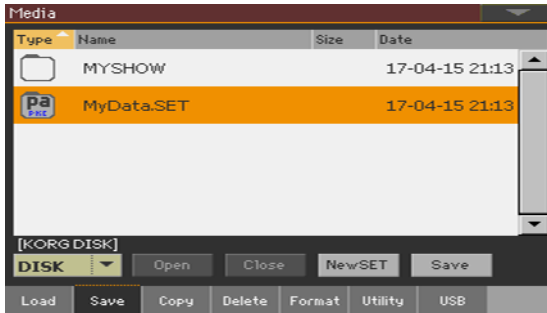 Media
Type Name Size Date
MYSHOW 17-04-15 21:13
Pa MyData.SET 17-04-15 21:13
[KORG DISK]
DISK Open Close NewSET Save
Load Save Copy Delete Format Utility USB